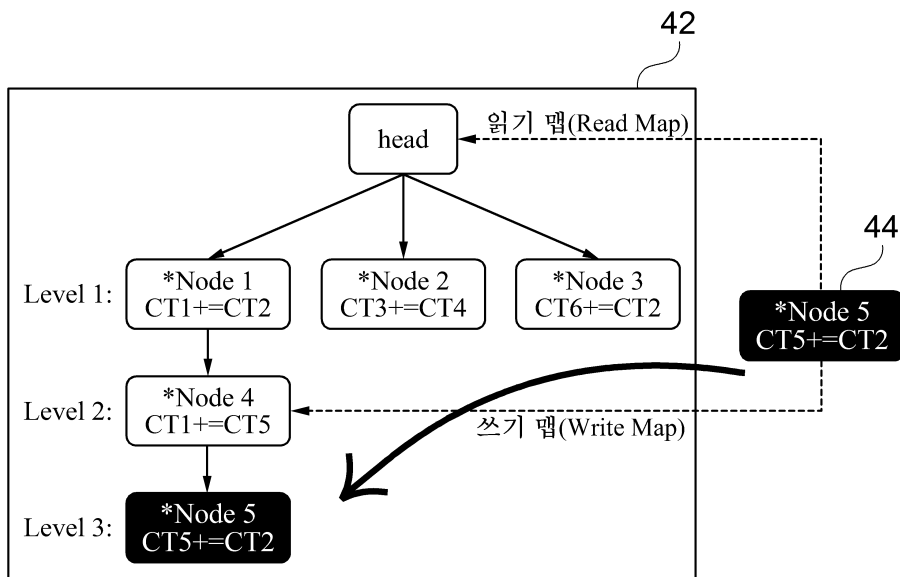 42
head
읽기 맵(Read Map)
44
Level 1:
*Node 1
CT1+=CT2
*Node 2
CT3+=CT4
*Node 3
CT6+=CT2
*Node 5
CT5+=CT2
Level 2:
*Node 4
CT1+=CT5
쓰기 맵(Write Map)
Level 3:
*Node 5
CT5+=CT2